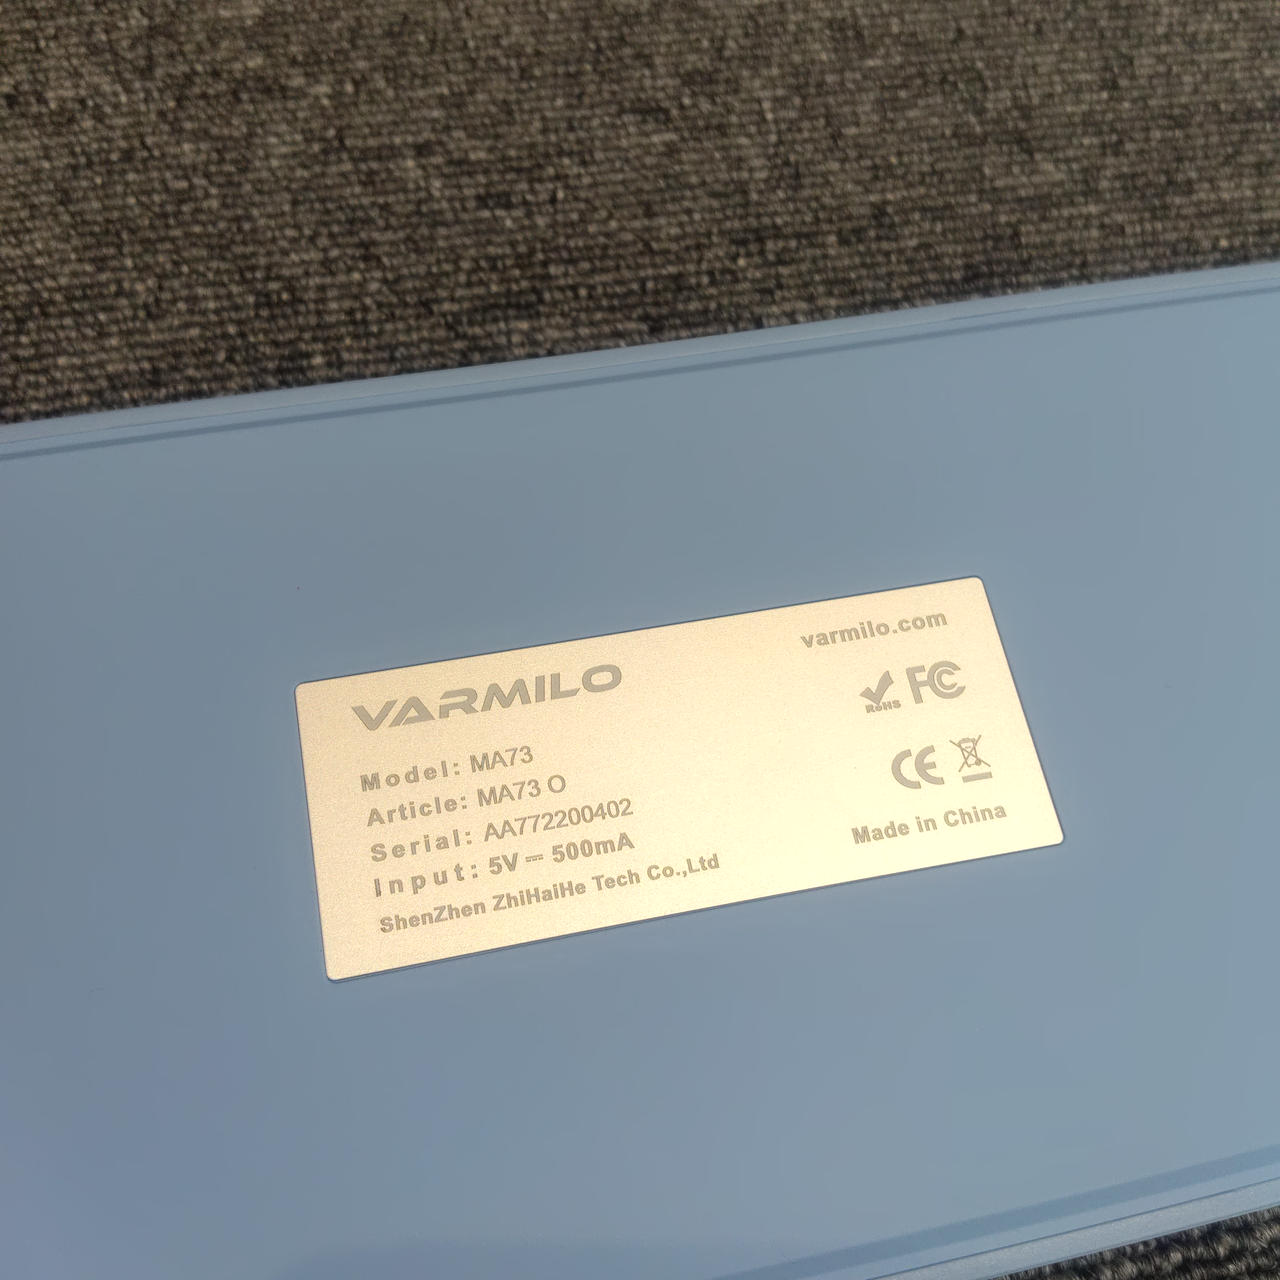 VARMILO
varmilo.com
RoHS FC
Model: MA73
Article: MA73 O
Serial: AA772200402
Input: 5V ⎓ 500mA
ShenZhen ZhiHaiHe Tech Co.,Ltd
CE
Made in China